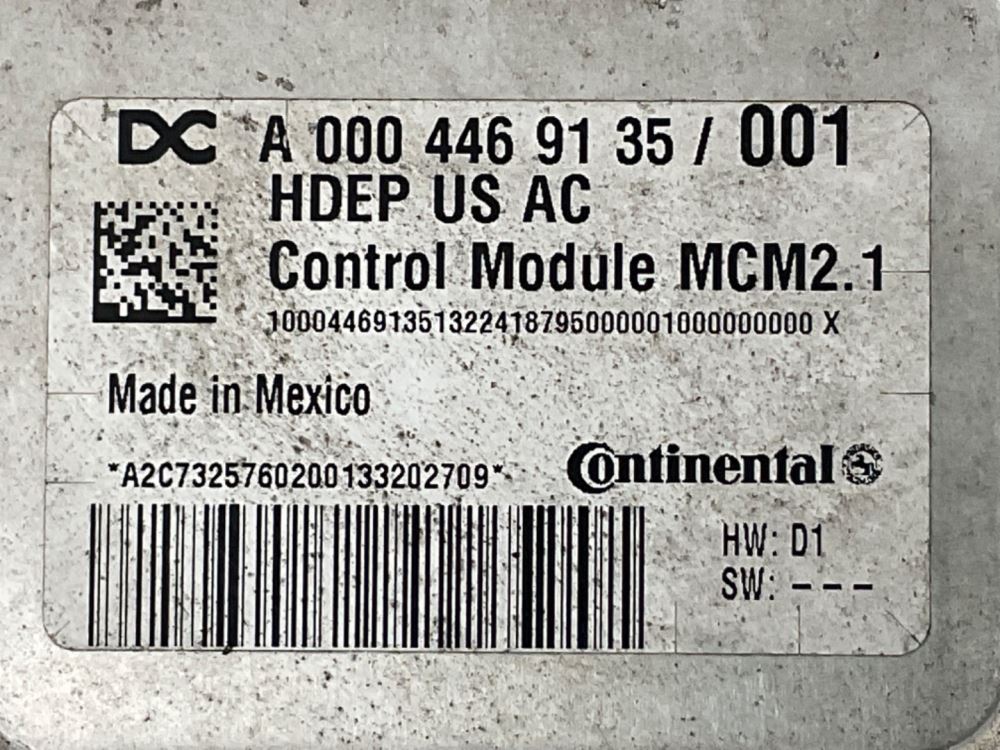 DC A 000 446 91 35 / 001
HDEP US AC
Control Module MCM2.1
100044691351322418795000001000000000 X
Made in Mexico
*A2C7325760200133202709*
Continental
HW: D1
SW: ---